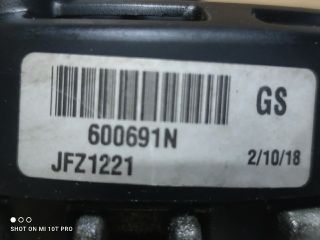 GS
600691N
JFZ1221
2/10/18
SHOT ON MI 10T PRO